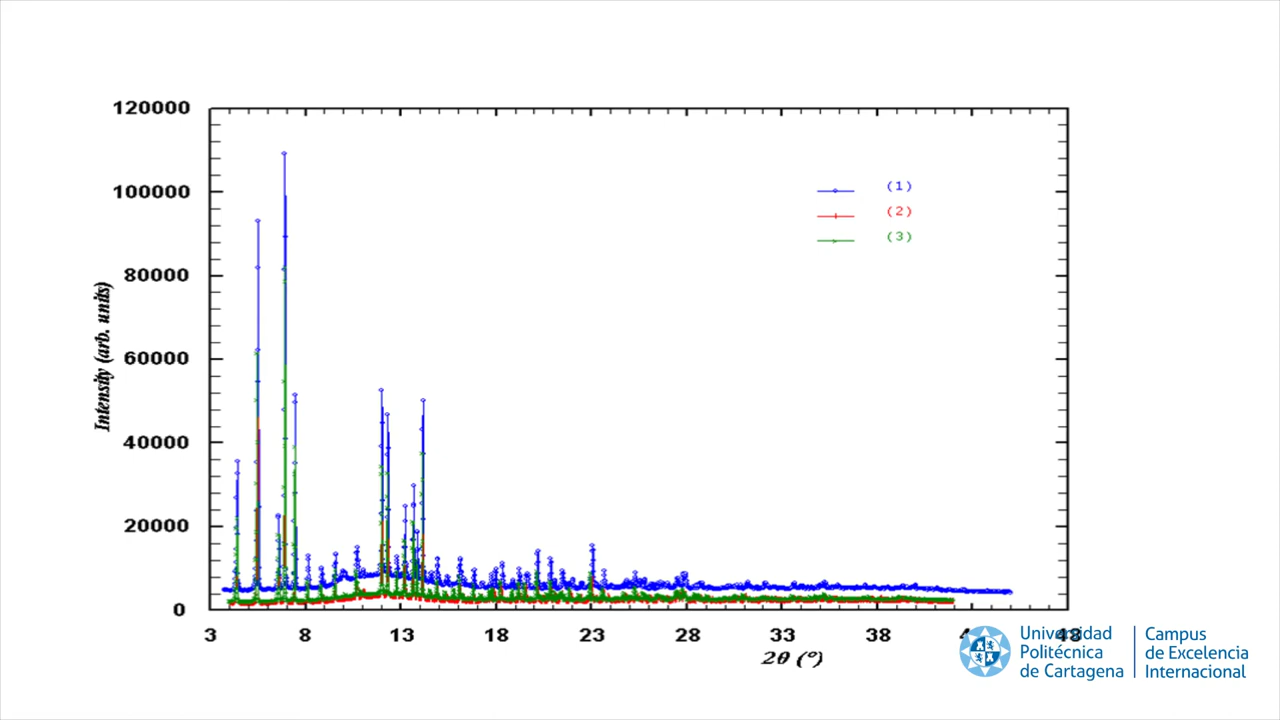 120000
100000
80000
60000
40000
20000
0
Intensity (arb. units)
(1)
(2)
(3)
3 8 13 18 23 28 33 38
2θ (°)
Universidad
Politécnica
de Cartagena
Campus
de Excelencia
Internacional